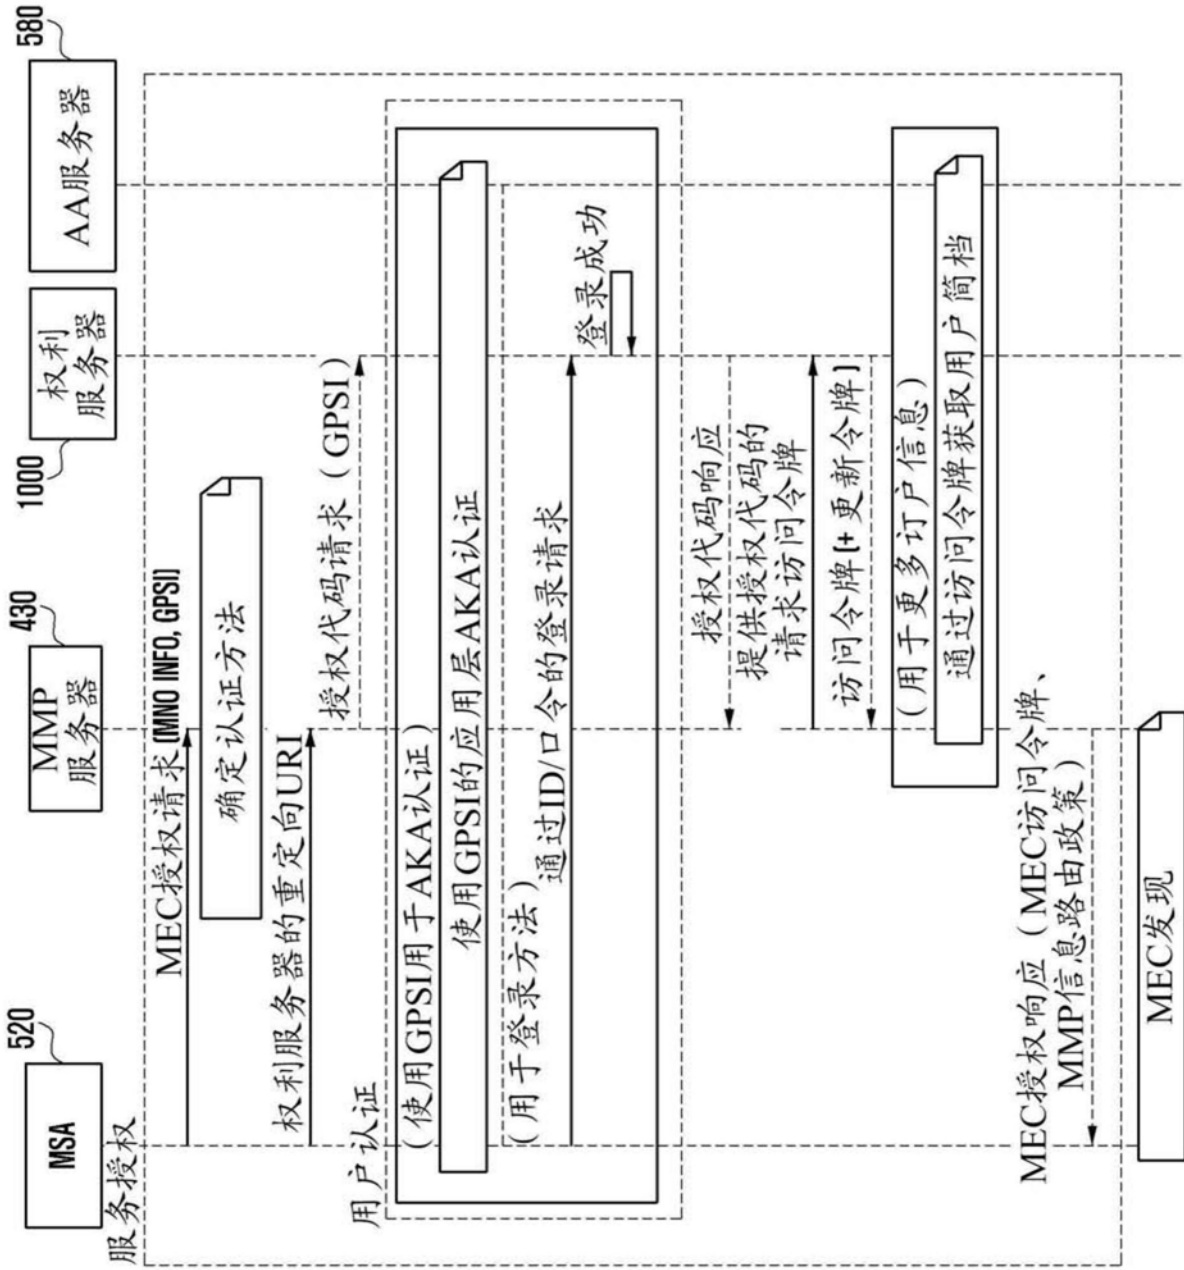 520
MSA
430
MMP
服务器
1000
权利
服务器
580
AA服务器
服务授权
MEC授权请求 (MNO INFO, GPSI)
确定认证方法
权利服务器的重定向URI
授权代码请求（GPSI）
用户认证
（使用GPSI用于AKA认证）
使用GPSI的应用层AKA认证
（用于登录方法）
通过ID/口令的登录请求
登录成功
授权代码响应
提供授权代码的
请求访问令牌
访问令牌 (+ 更新令牌)
（用于更多订户信息）
通过访问令牌获取用户简档
MEC授权响应（MEC访问令牌、
MMP信息路由政策）
MEC发现